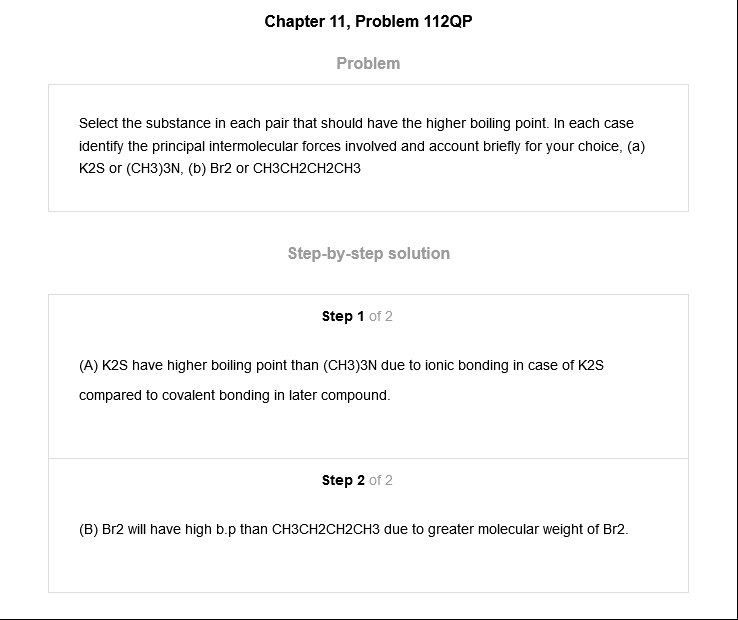 Chapter 11, Problem 112QP
Problem
Select the substance in each pair that should have the higher boiling point. In each case
identify the principal intermolecular forces involved and account briefly for your choice, (a)
K2S or (CH3)3N, (b) Br2 or CH3CH2CH2CH3
Step-by-step solution
Step 1 of 2
(A) K2S have higher boiling point than (CH3)3N due to ionic bonding in case of K2S
compared to covalent bonding in later compound.
Step 2 of 2
(B) Br2 will have high b.p than CH3CH2CH2CH3 due to greater molecular weight of Br2.